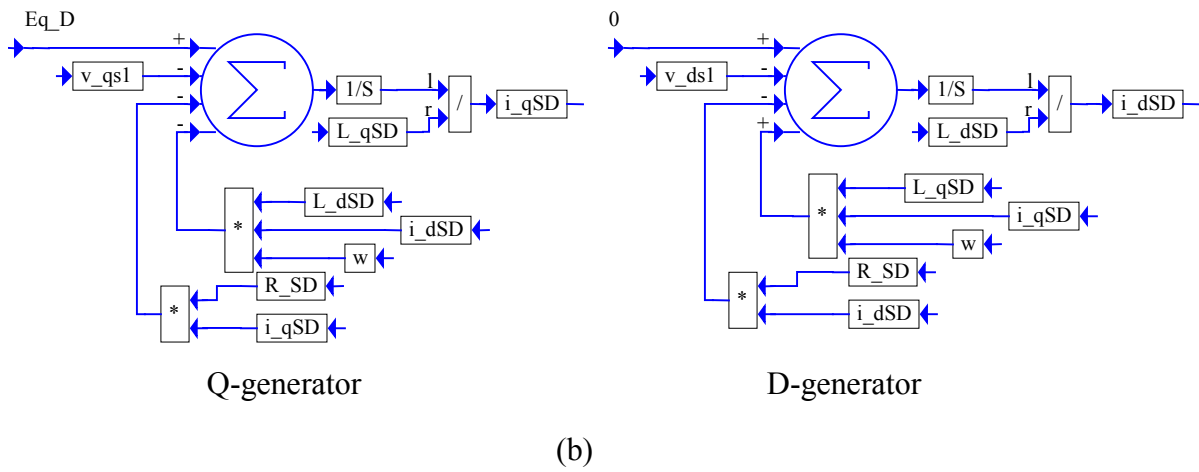 Eq_D
+
v_qs1
-
-
-
1/S
l
r
/
i_qSD
L_qSD
L_dSD
*
i_dSD
w
R_SD
*
i_qSD
Q-generator
0
+
v_ds1
-
-
+
1/S
l
r
/
i_dSD
L_dSD
L_qSD
*
i_qSD
w
R_SD
*
i_dSD
D-generator
(b)